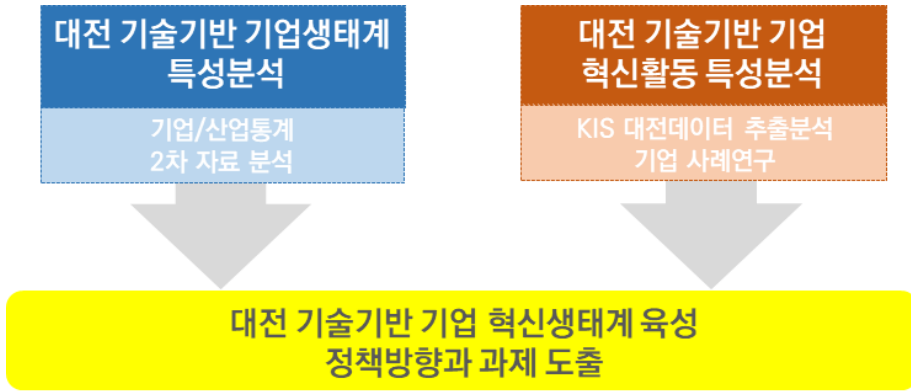 대전 기술기반 기업생태계
특성분석
기업/산업통계
2차 자료 분석
대전 기술기반 기업
혁신활동 특성분석
KIS 대전데이터 추출분석
기업 사례연구
대전 기술기반 기업 혁신생태계 육성
정책방향과 과제 도출